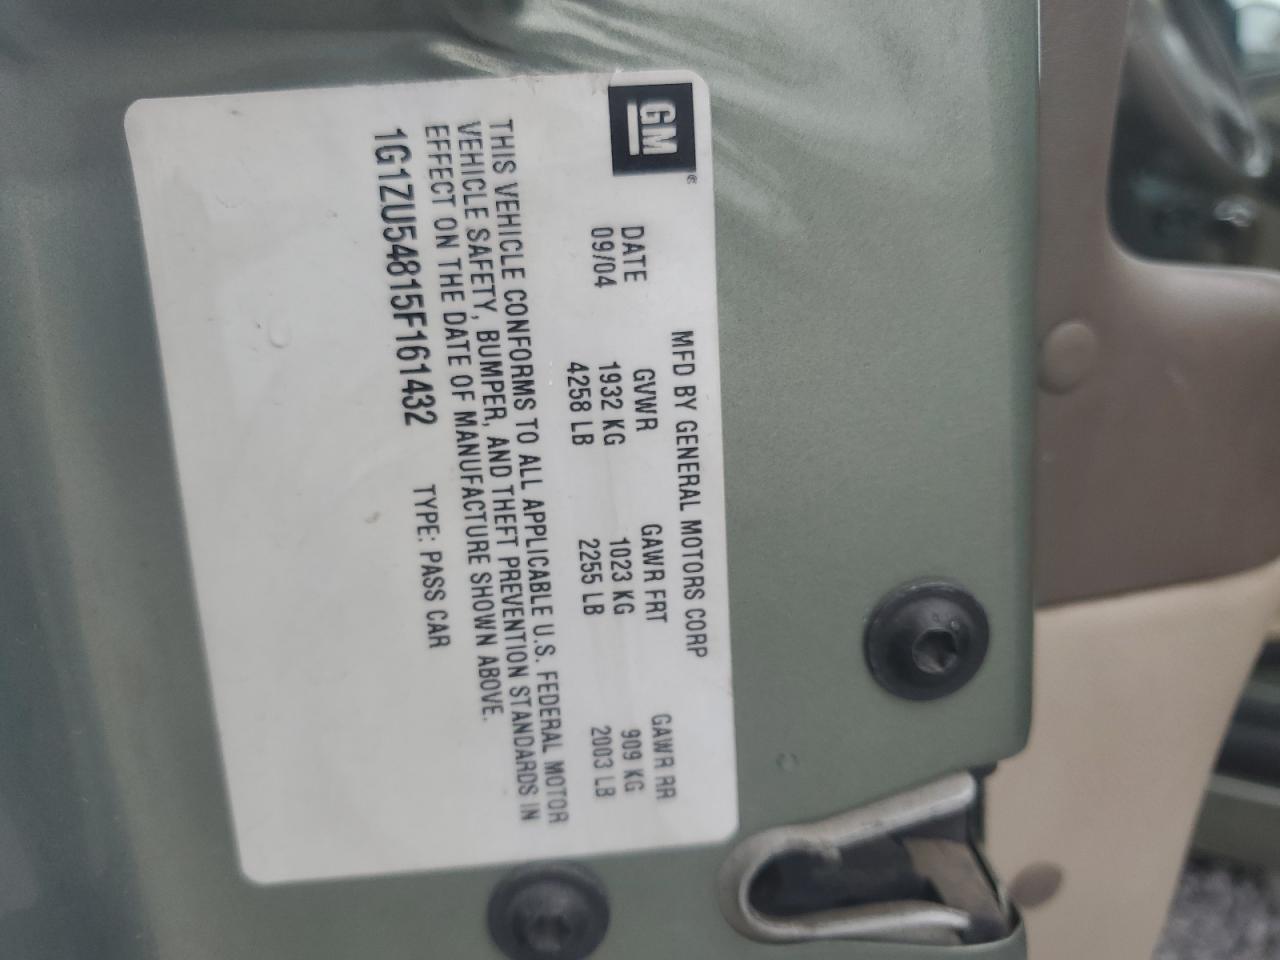 GM®
MFD BY GENERAL MOTORS CORP
DATE GVWR GAWR FRT GAWR RR
09/04 1932 KG 1023 KG 909 KG
4258 LB 2255 LB 2003 LB
THIS VEHICLE CONFORMS TO ALL APPLICABLE U.S. FEDERAL MOTOR
VEHICLE SAFETY, BUMPER, AND THEFT PREVENTION STANDARDS IN
EFFECT ON THE DATE OF MANUFACTURE SHOWN ABOVE.
1G1ZU54815F161432 TYPE: PASS CAR